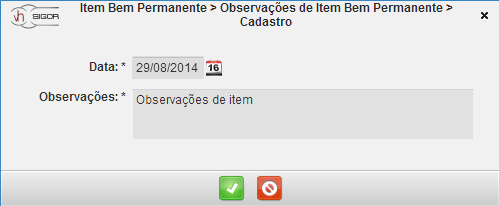 Item Bem Permanente > Observações de Item Bem Permanente >
Cadastro
vh SIGOR
Data: * 29/08/2014 16
Observações: * Observações de item